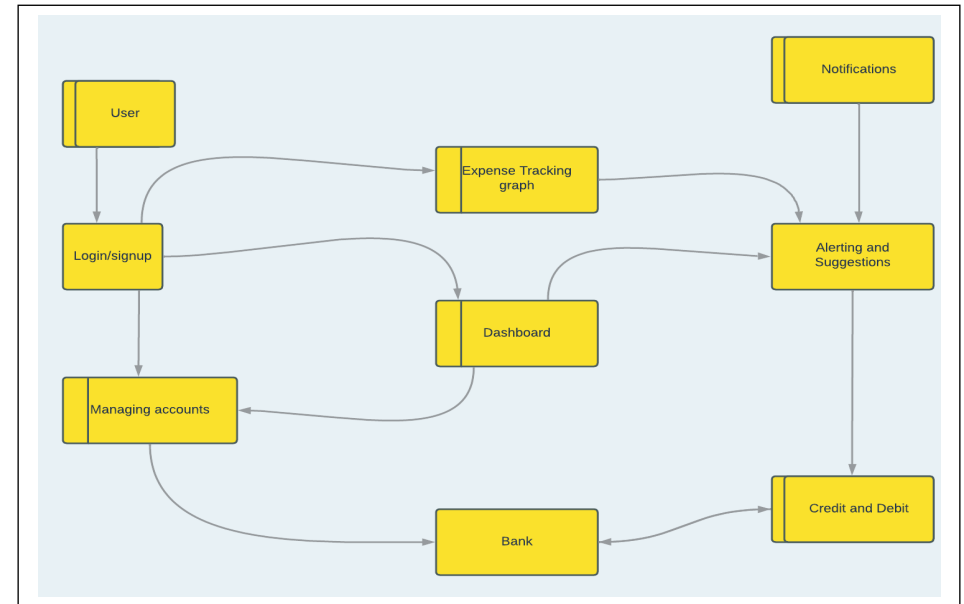 Notifications
User
Expense Tracking
graph
Login/signup
Alerting and
Suggestions
Dashboard
Managing accounts
Credit and Debit
Bank